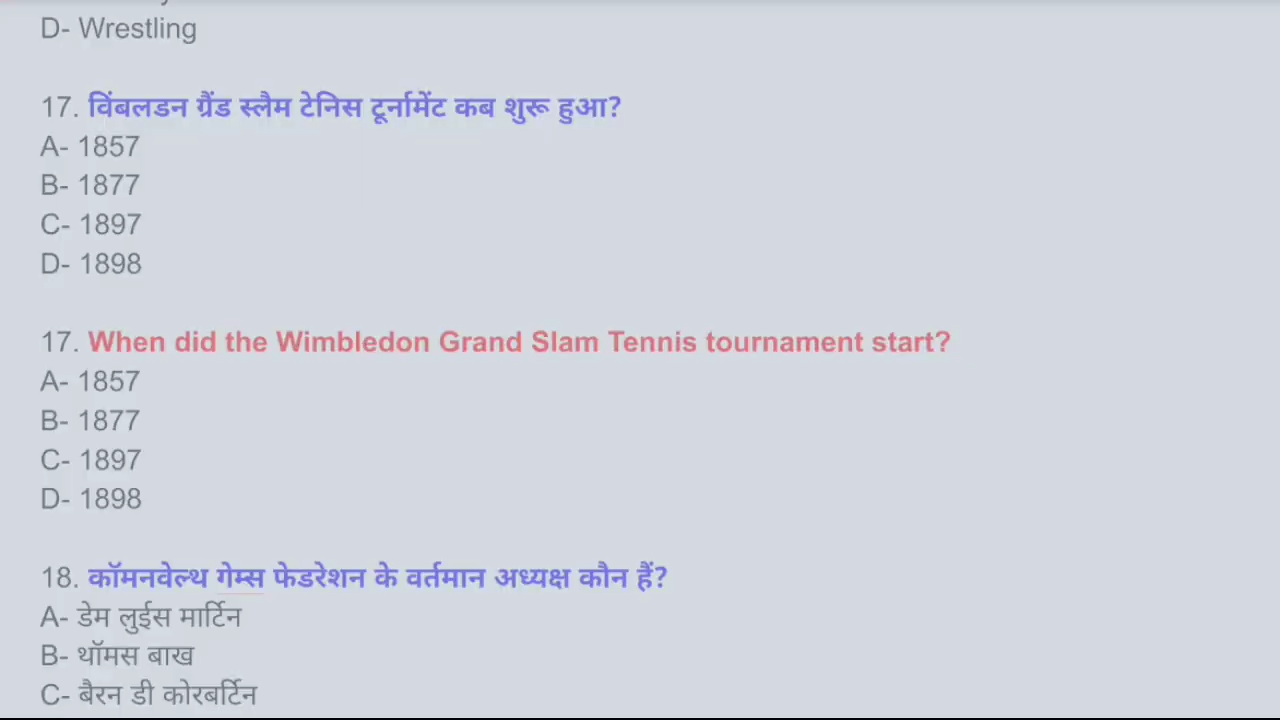 D- Wrestling
17. विंबलडन ग्रैंड स्लैम टेनिस टूर्नामेंट कब शुरू हुआ?
A- 1857
B- 1877
C- 1897
D- 1898
17. When did the Wimbledon Grand Slam Tennis tournament start?
A- 1857
B- 1877
C- 1897
D- 1898
18. कॉमनवेल्थ गेम्स फेडरेशन के वर्तमान अध्यक्ष कौन हैं?
A- डेम लुईस मार्टिन
B- थॉमस बाख
C- बैरन डी कोरबर्टिन